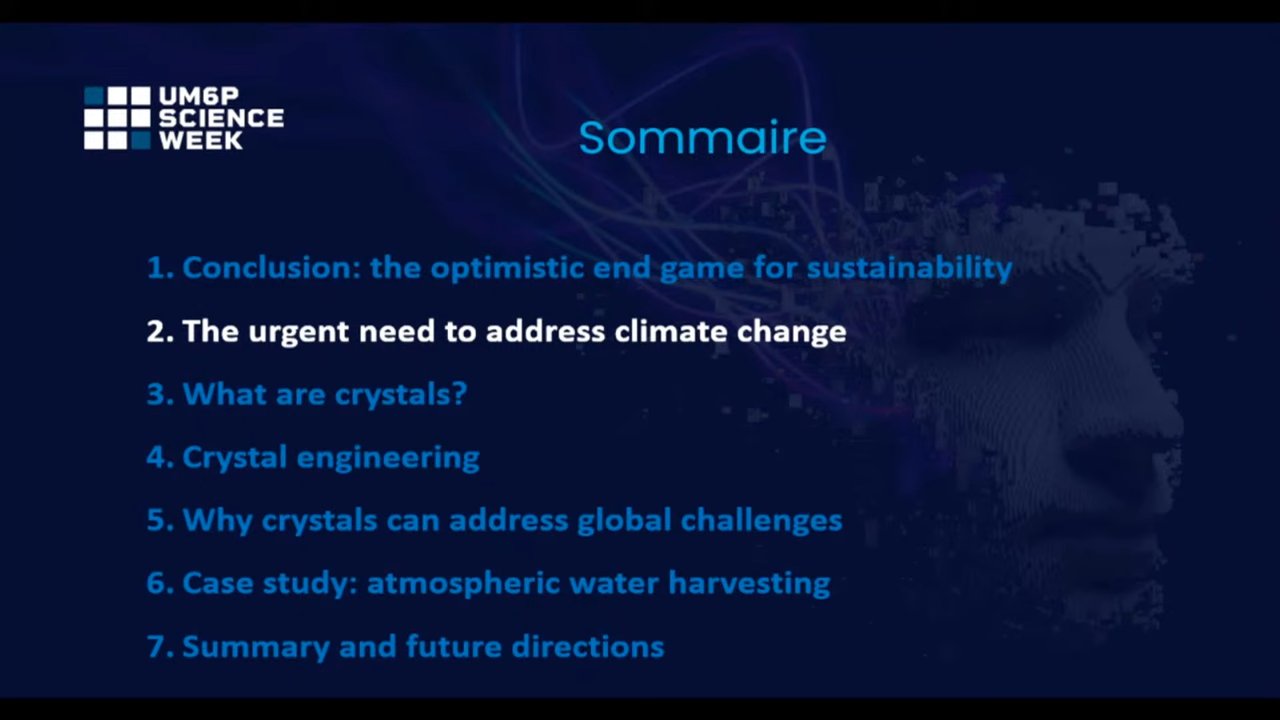 UM6P
SCIENCE
WEEK
Sommaire
1. Conclusion: the optimistic end game for sustainability
2. The urgent need to address climate change
3. What are crystals?
4. Crystal engineering
5. Why crystals can address global challenges
6. Case study: atmospheric water harvesting
7. Summary and future directions